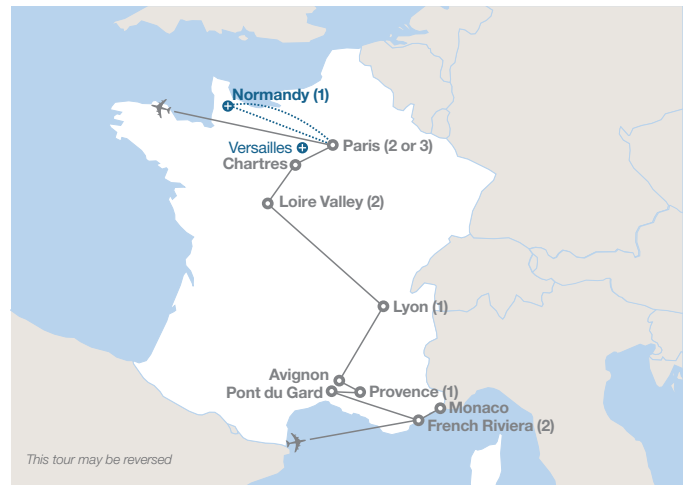 Normandy (1)
Versailles
Paris (2 or 3)
Chartres
Loire Valley (2)
Lyon (1)
Avignon
Pont du Gard
Provence (1)
Monaco
French Riviera (2)
This tour may be reversed